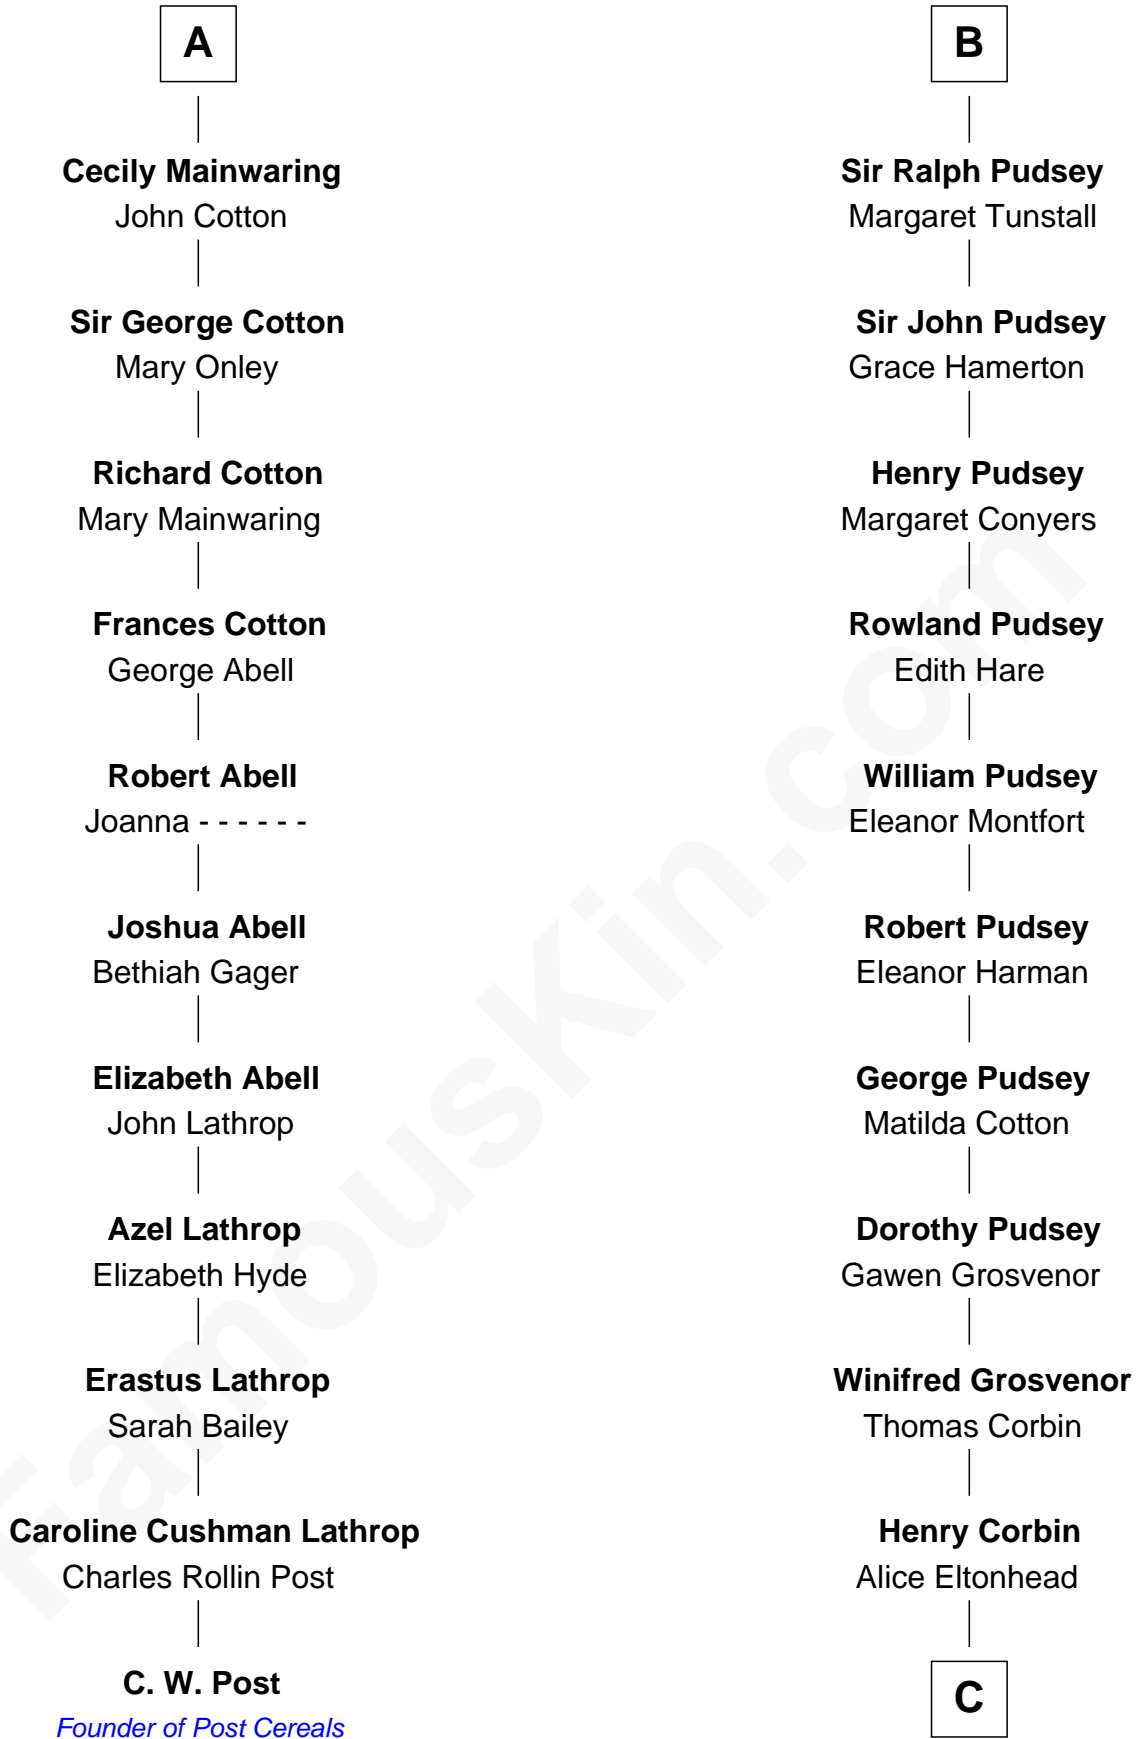 A
Cecily Mainwaring
John Cotton
Sir George Cotton
Mary Onley
Richard Cotton
Mary Mainwaring
Frances Cotton
George Abell
Robert Abell
Joanna - - - - - -
Joshua Abell
Bethiah Gager
Elizabeth Abell
John Lathrop
Azel Lathrop
Elizabeth Hyde
Erastus Lathrop
Sarah Bailey
Caroline Cushman Lathrop
Charles Rollin Post
C. W. Post
Founder of Post Cereals
B
Sir Ralph Pudsey
Margaret Tunstall
Sir John Pudsey
Grace Hamerton
Henry Pudsey
Margaret Conyers
Rowland Pudsey
Edith Hare
William Pudsey
Eleanor Montfort
Robert Pudsey
Eleanor Harman
George Pudsey
Matilda Cotton
Dorothy Pudsey
Gawen Grosvenor
Winifred Grosvenor
Thomas Corbin
Henry Corbin
Alice Eltonhead
C
FamousKin.com